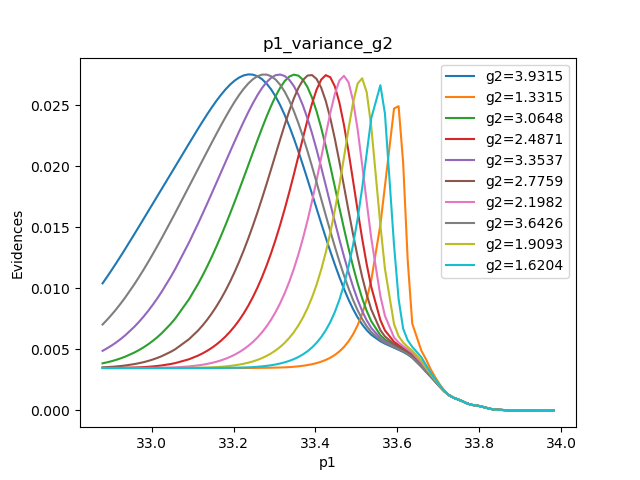 p1_variance_g2
Evidences
0.025
0.020
0.015
0.010
0.005
0.000
g2=3.9315
g2=1.3315
g2=3.0648
g2=2.4871
g2=3.3537
g2=2.7759
g2=2.1982
g2=3.6426
g2=1.9093
g2=1.6204
33.0 33.2 33.4 33.6 33.8 34.0
p1